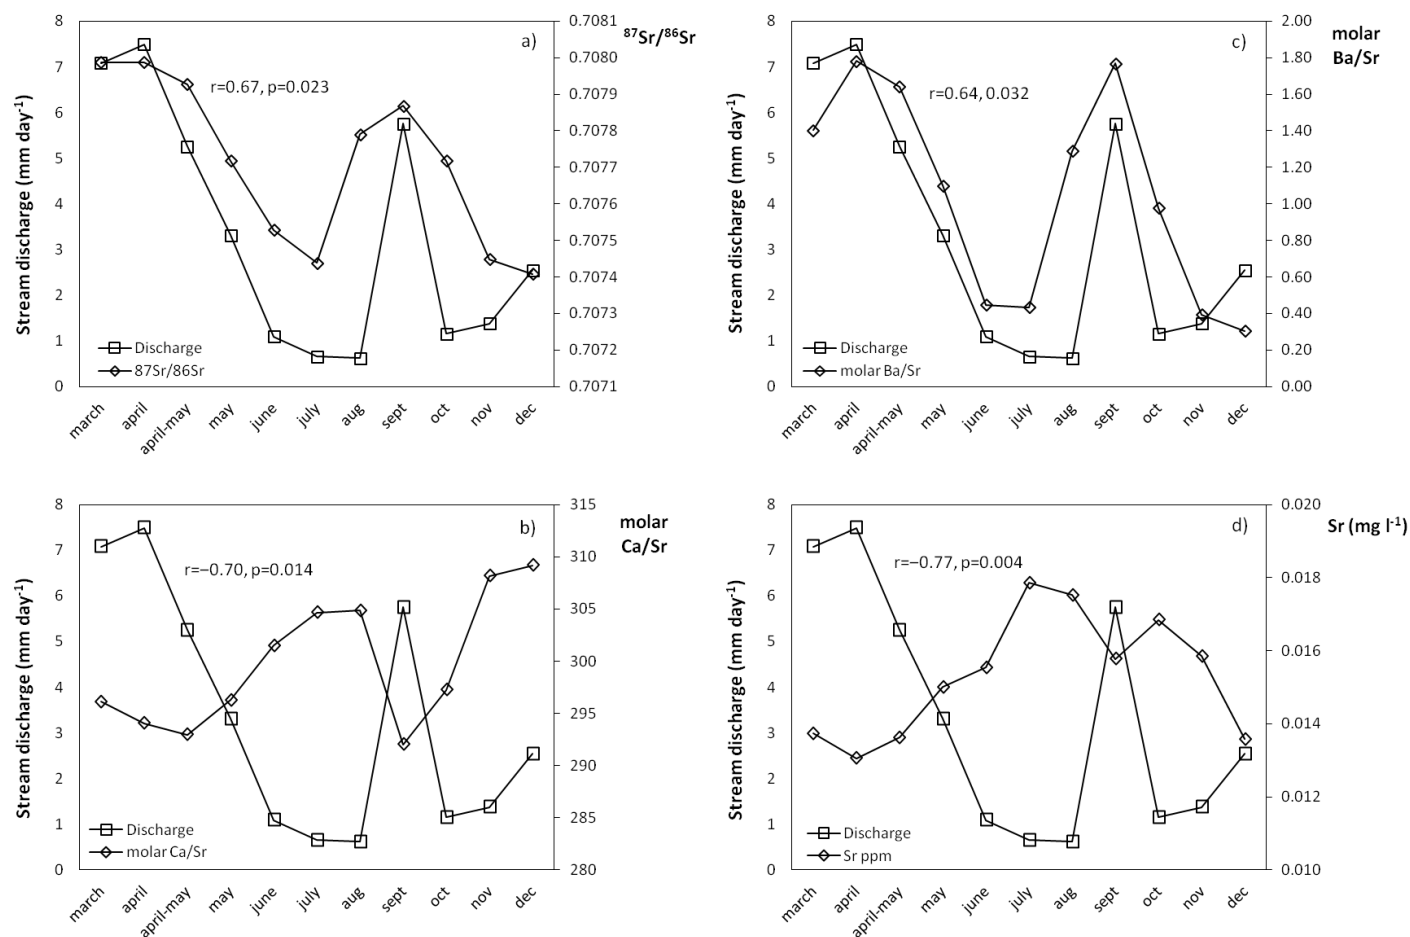 a)
⁸⁷Sr/⁸⁶Sr
r=0.67, p=0.023
Stream discharge (mm day⁻¹)
8
7
6
5
4
3
2
1
0
0.7081
0.7080
0.7079
0.7078
0.7077
0.7076
0.7075
0.7074
0.7073
0.7072
0.7071
Discharge
87Sr/86Sr
march
april
april-may
may
june
july
aug
sept
oct
nov
dec
c)
molar
Ba/Sr
r=0.64, 0.032
Stream discharge (mm day⁻¹)
8
7
6
5
4
3
2
1
0
2.00
1.80
1.60
1.40
1.20
1.00
0.80
0.60
0.40
0.20
0.00
Discharge
molar Ba/Sr
march
april
april-may
may
june
july
aug
sept
oct
nov
dec
b)
molar
Ca/Sr
r=−0.70, p=0.014
Stream discharge (mm day⁻¹)
8
7
6
5
4
3
2
1
0
315
310
305
300
295
290
285
280
Discharge
molar Ca/Sr
march
april
april-may
may
june
july
aug
sept
oct
nov
dec
d)
Sr (mg l⁻¹)
r=−0.77, p=0.004
Stream discharge (mm day⁻¹)
8
7
6
5
4
3
2
1
0
0.020
0.018
0.016
0.014
0.012
0.010
Discharge
Sr ppm
march
april
april-may
may
june
july
aug
sept
oct
nov
dec